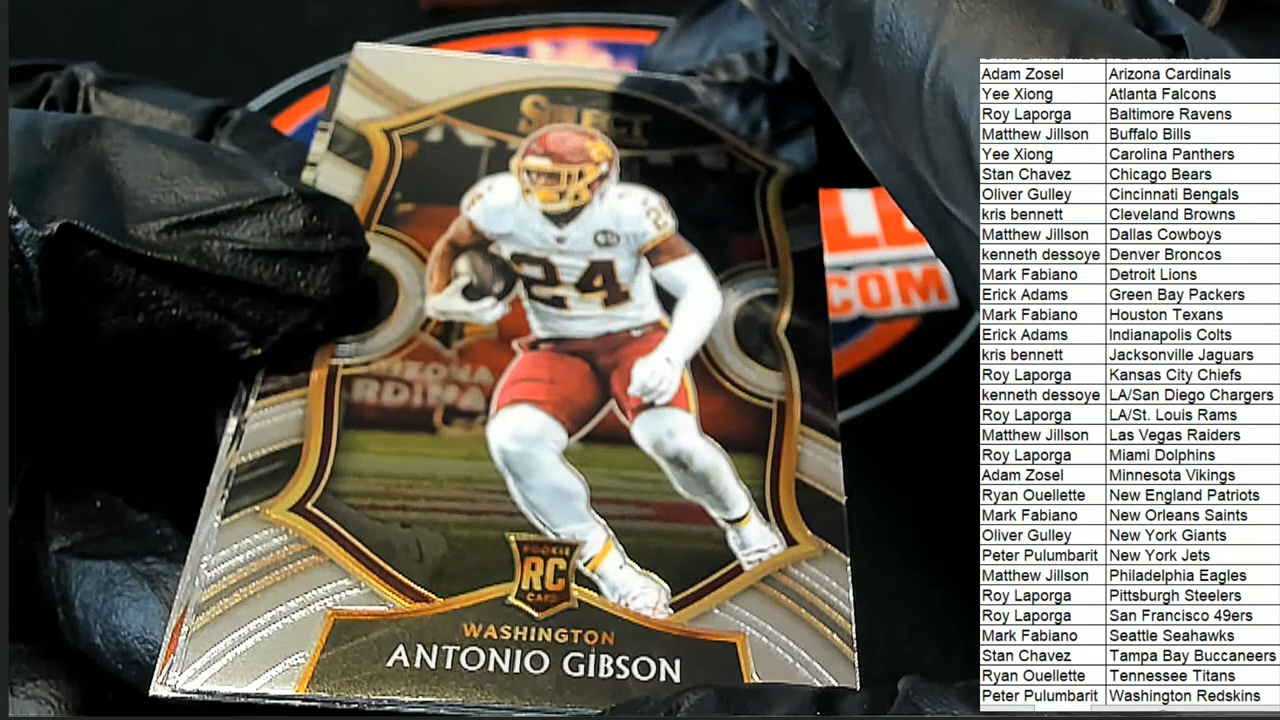 SELECT
24
24
ARIZONA
ROOKIE
RC
CARD
WASHINGTON
ANTONIO GIBSON
LL
COM
Adam Zosel Arizona Cardinals
Yee Xiong Atlanta Falcons
Roy Laporga Baltimore Ravens
Matthew Jillson Buffalo Bills
Yee Xiong Carolina Panthers
Stan Chavez Chicago Bears
Oliver Gulley Cincinnati Bengals
kris bennett Cleveland Browns
Matthew Jillson Dallas Cowboys
kenneth dessoye Denver Broncos
Mark Fabiano Detroit Lions
Erick Adams Green Bay Packers
Mark Fabiano Houston Texans
Erick Adams Indianapolis Colts
kris bennett Jacksonville Jaguars
Roy Laporga Kansas City Chiefs
kenneth dessoye LA/San Diego Chargers
Roy Laporga LA/St. Louis Rams
Matthew Jillson Las Vegas Raiders
Roy Laporga Miami Dolphins
Adam Zosel Minnesota Vikings
Ryan Ouellette New England Patriots
Mark Fabiano New Orleans Saints
Oliver Gulley New York Giants
Peter Pulumbarit New York Jets
Matthew Jillson Philadelphia Eagles
Roy Laporga Pittsburgh Steelers
Roy Laporga San Francisco 49ers
Mark Fabiano Seattle Seahawks
Stan Chavez Tampa Bay Buccaneers
Ryan Ouellette Tennessee Titans
Peter Pulumbarit Washington Redskins